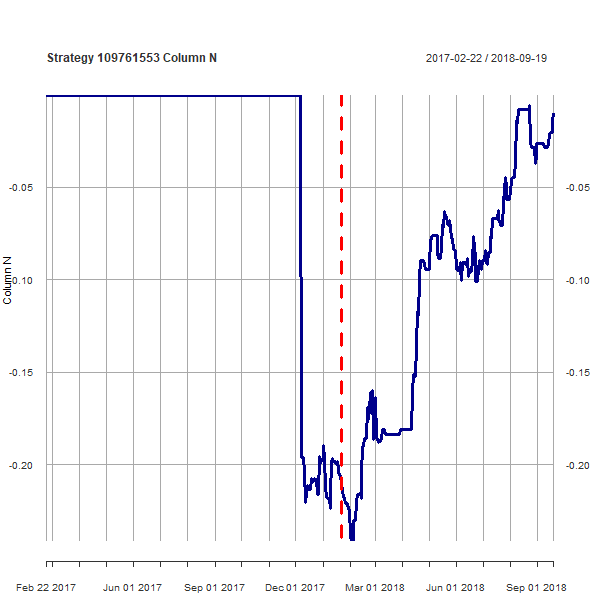 Strategy 109761553 Column N
2017-02-22 / 2018-09-19
-0.05
-0.05
-0.10
-0.10
Column N
-0.15
-0.15
-0.20
-0.20
Feb 22 2017
Jun 01 2017
Sep 01 2017
Dec 01 2017
Mar 01 2018
Jun 01 2018
Sep 01 2018